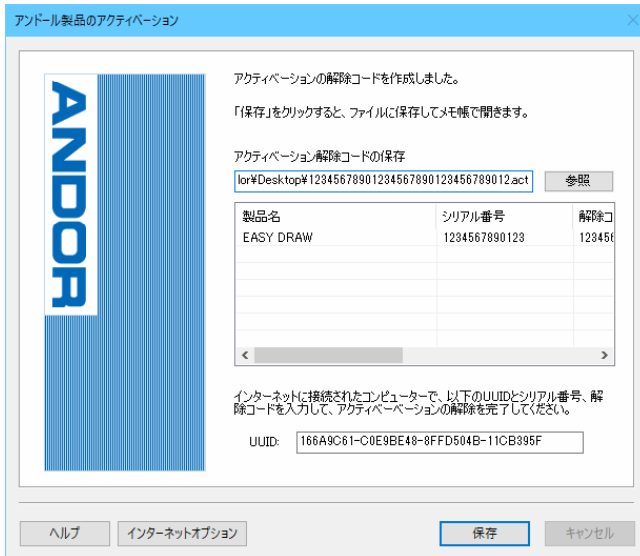 アンドール製品のアクティベーション
ANDOR
アクティベーションの解除コードを作成しました。
「保存」をクリックすると、ファイルに保存してメモ帳で開きます。
アクティベーション解除コードの保存
lor¥Desktop¥12345678901234567890123456789012.act 参照
製品名 シリアル番号 解除コ
EASY DRAW 1234567890123 123456
インターネットに接続されたコンピューターで、以下のUUIDとシリアル番号、解
除コードを入力して、アクティベーベーションの解除を完了してください。
UUID: 166A9C61-C0E9BE48-8FFD504B-11CB395F
ヘルプ インターネットオプション 保存 キャンセル